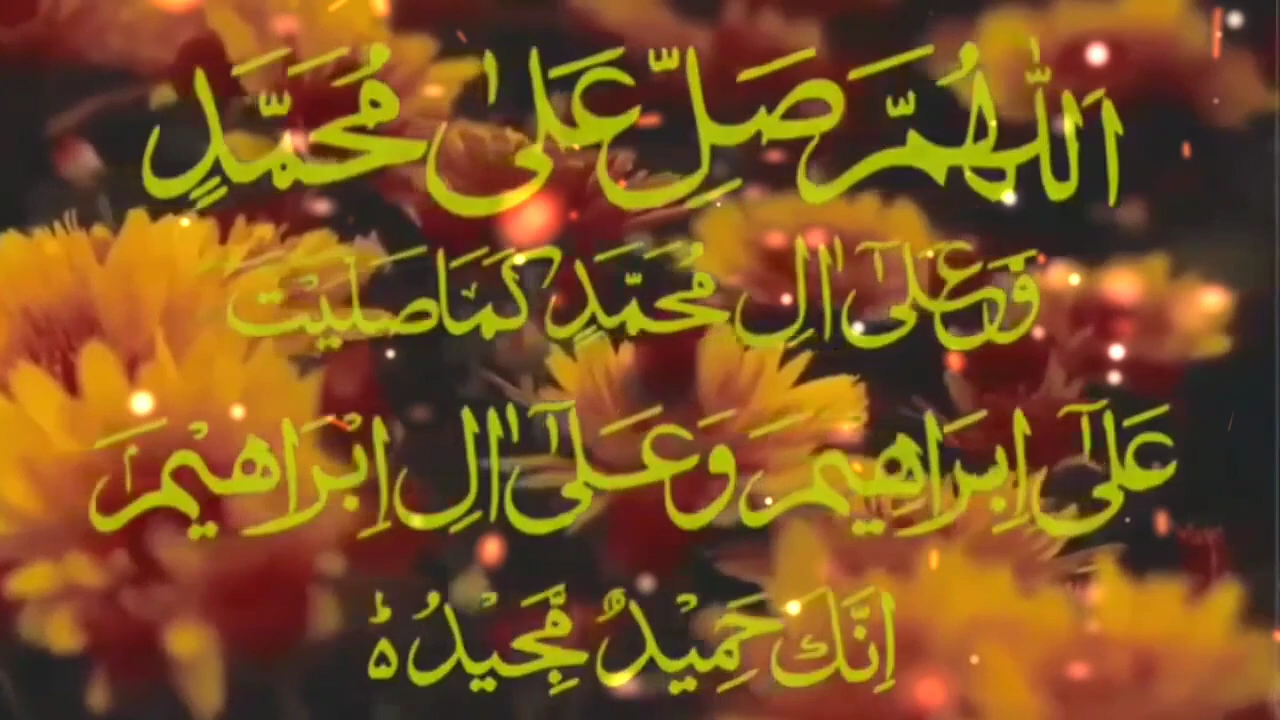 اَللّٰهُمَّ صَلِّ عَلٰى مُحَمَّدٍ
وَعَلٰٓى اٰلِ مُحَمَّدٍ كَمَا صَلَّيْتَ
عَلٰٓى اِبْرَاهِيْمَ وَعَلٰٓى اٰلِ اِبْرَاهِيْمَ
اِنَّكَ حَمِيْدٌ مَّجِيْدٌ ۃ